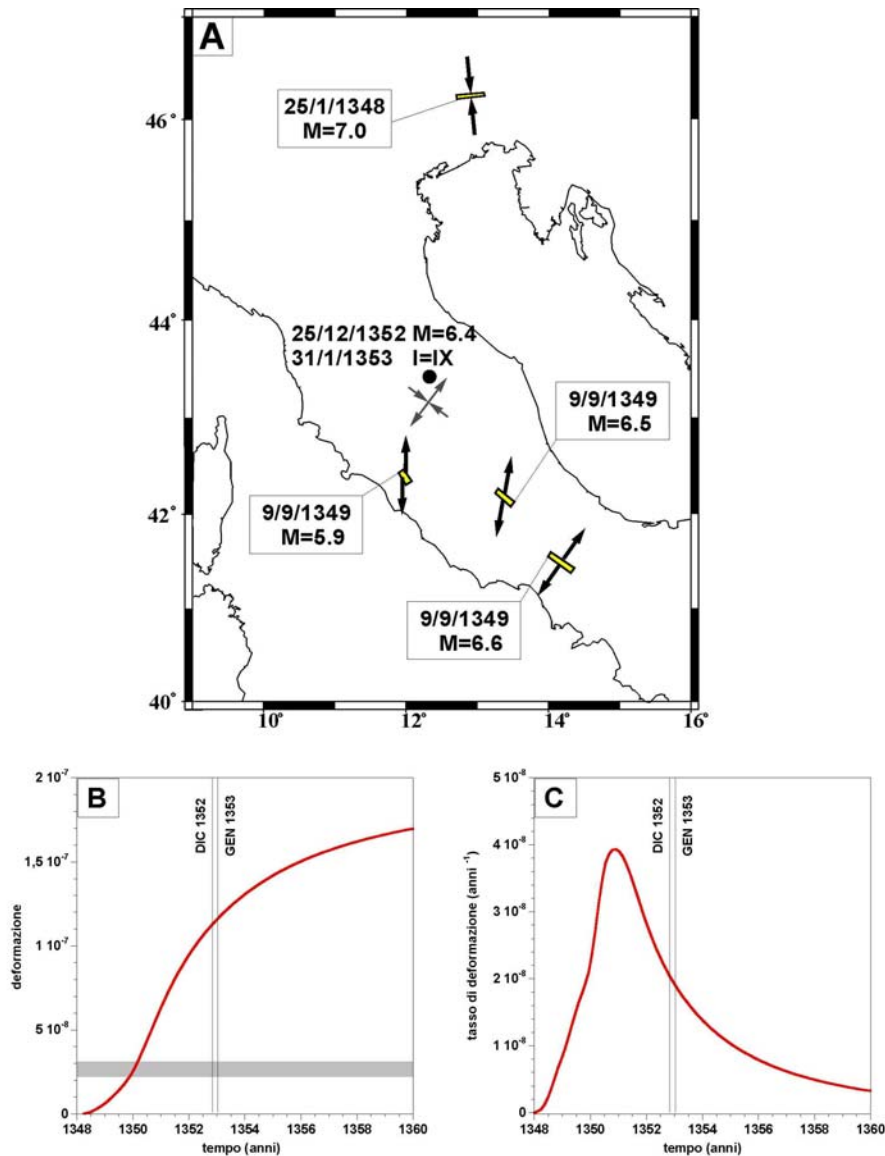 A
25/1/1348
M=7.0
46°
44°
42°
40°
25/12/1352 M=6.4
31/1/1353 I=IX
9/9/1349
M=6.5
9/9/1349
M=5.9
9/9/1349
M=6.6
10°
12°
14°
16°
B
2 10⁻⁷
1,5 10⁻⁷
1 10⁻⁷
5 10⁻⁸
0
deformazione
DIC 1352
GEN 1353
1348
1350
1352
1354
1356
1358
1360
tempo (anni)
C
5 10⁻⁸
4 10⁻⁸
3 10⁻⁸
2 10⁻⁸
1 10⁻⁸
0
tasso di deformazione (anni ⁻¹)
DIC 1352
GEN 1353
1348
1350
1352
1354
1356
1358
1360
tempo (anni)